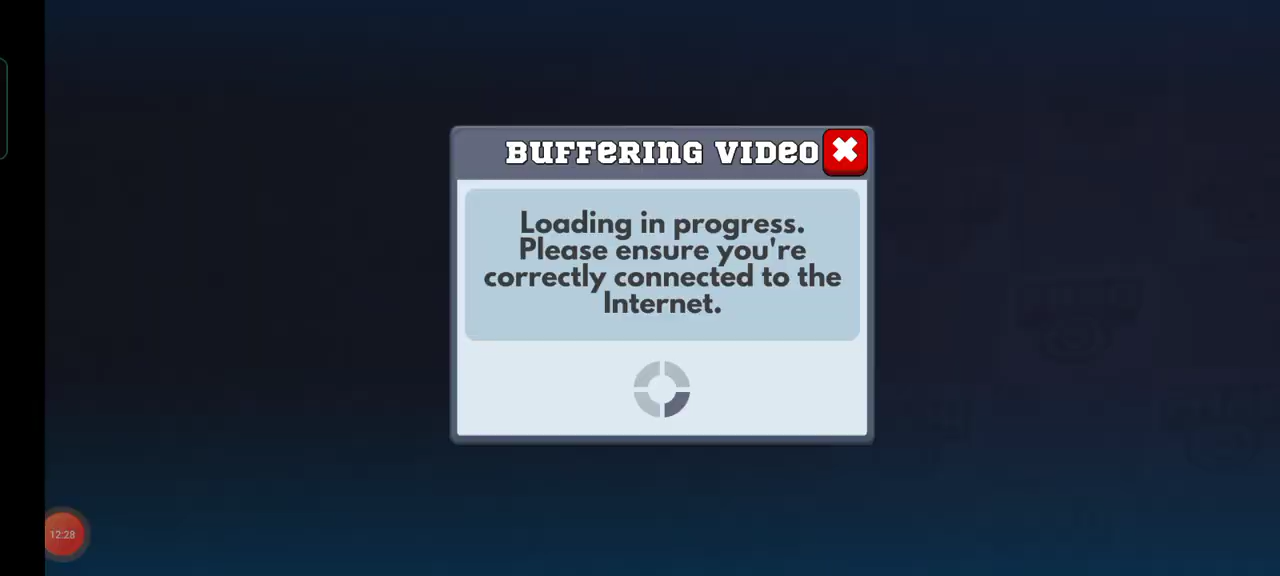 BUFFERING VIDEO
Loading in progress.
Please ensure you're
correctly connected to the
Internet.
12:28